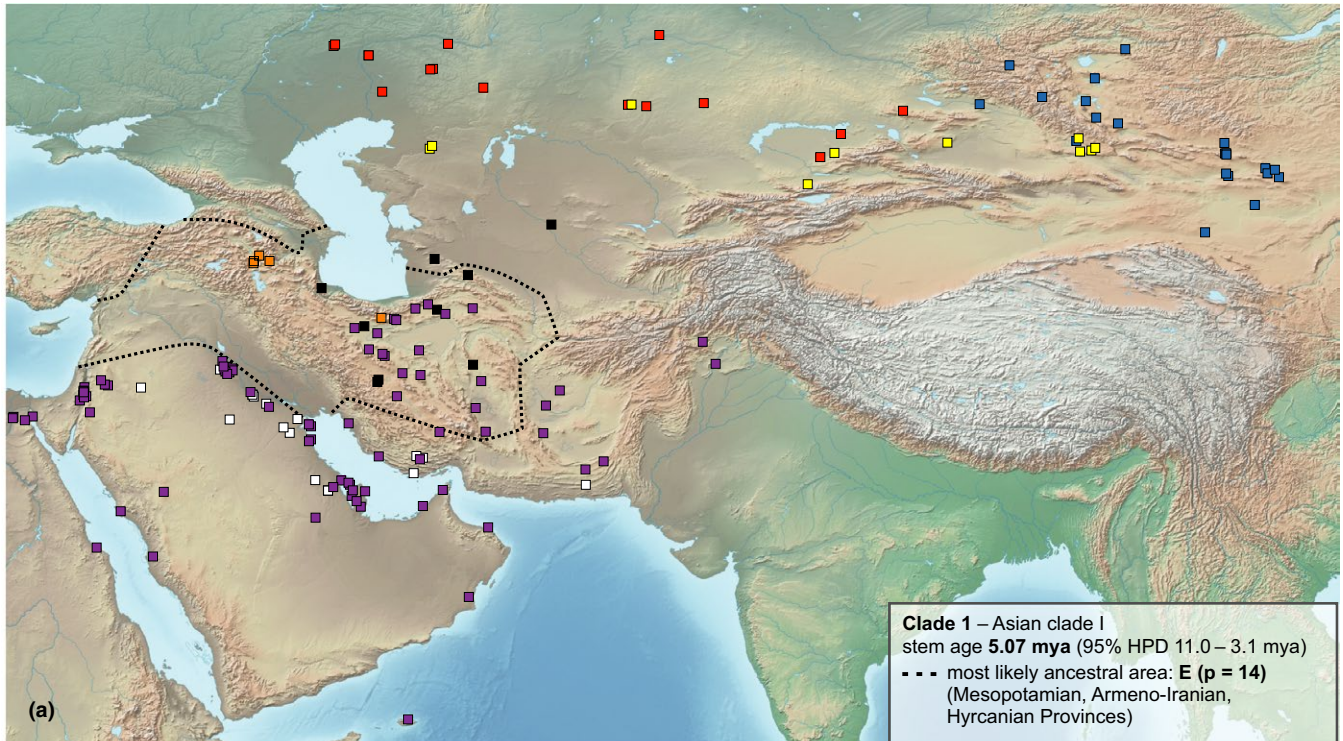 (a)
Clade 1 – Asian clade I
stem age 5.07 mya (95% HPD 11.0 – 3.1 mya)
most likely ancestral area: E (p = 14)
(Mesopotamian, Armeno-Iranian,
Hyrcanian Provinces)